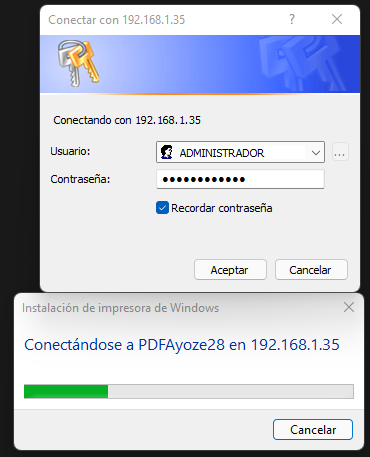 Conectar con 192.168.1.35
?
Conectando con 192.168.1.35
Usuario:
ADMINISTRADOR
...
Contraseña:
●●●●●●●●●●●●
Recordar contraseña
Aceptar
Cancelar
Instalación de impresora de Windows
Conectándose a PDFAyoze28 en 192.168.1.35
Cancelar